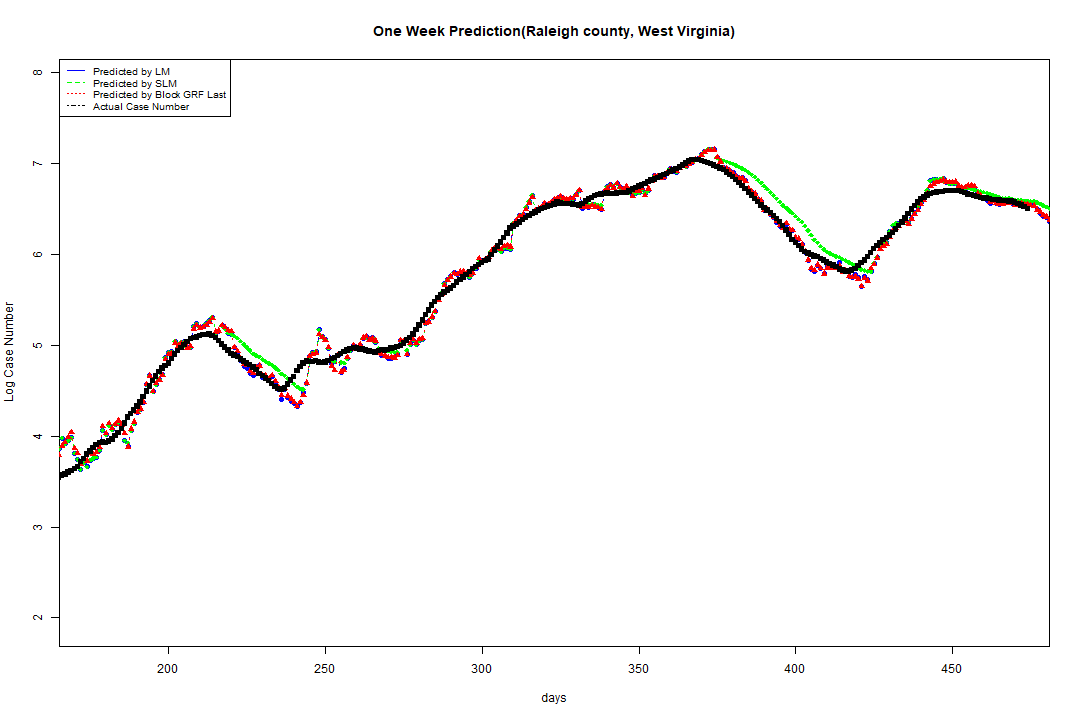 One Week Prediction(Raleigh county, West Virginia)
Predicted by LM
Predicted by SLM
Predicted by Block GRF Last
Actual Case Number
8
7
6
5
4
3
2
Log Case Number
200 250 300 350 400 450
days